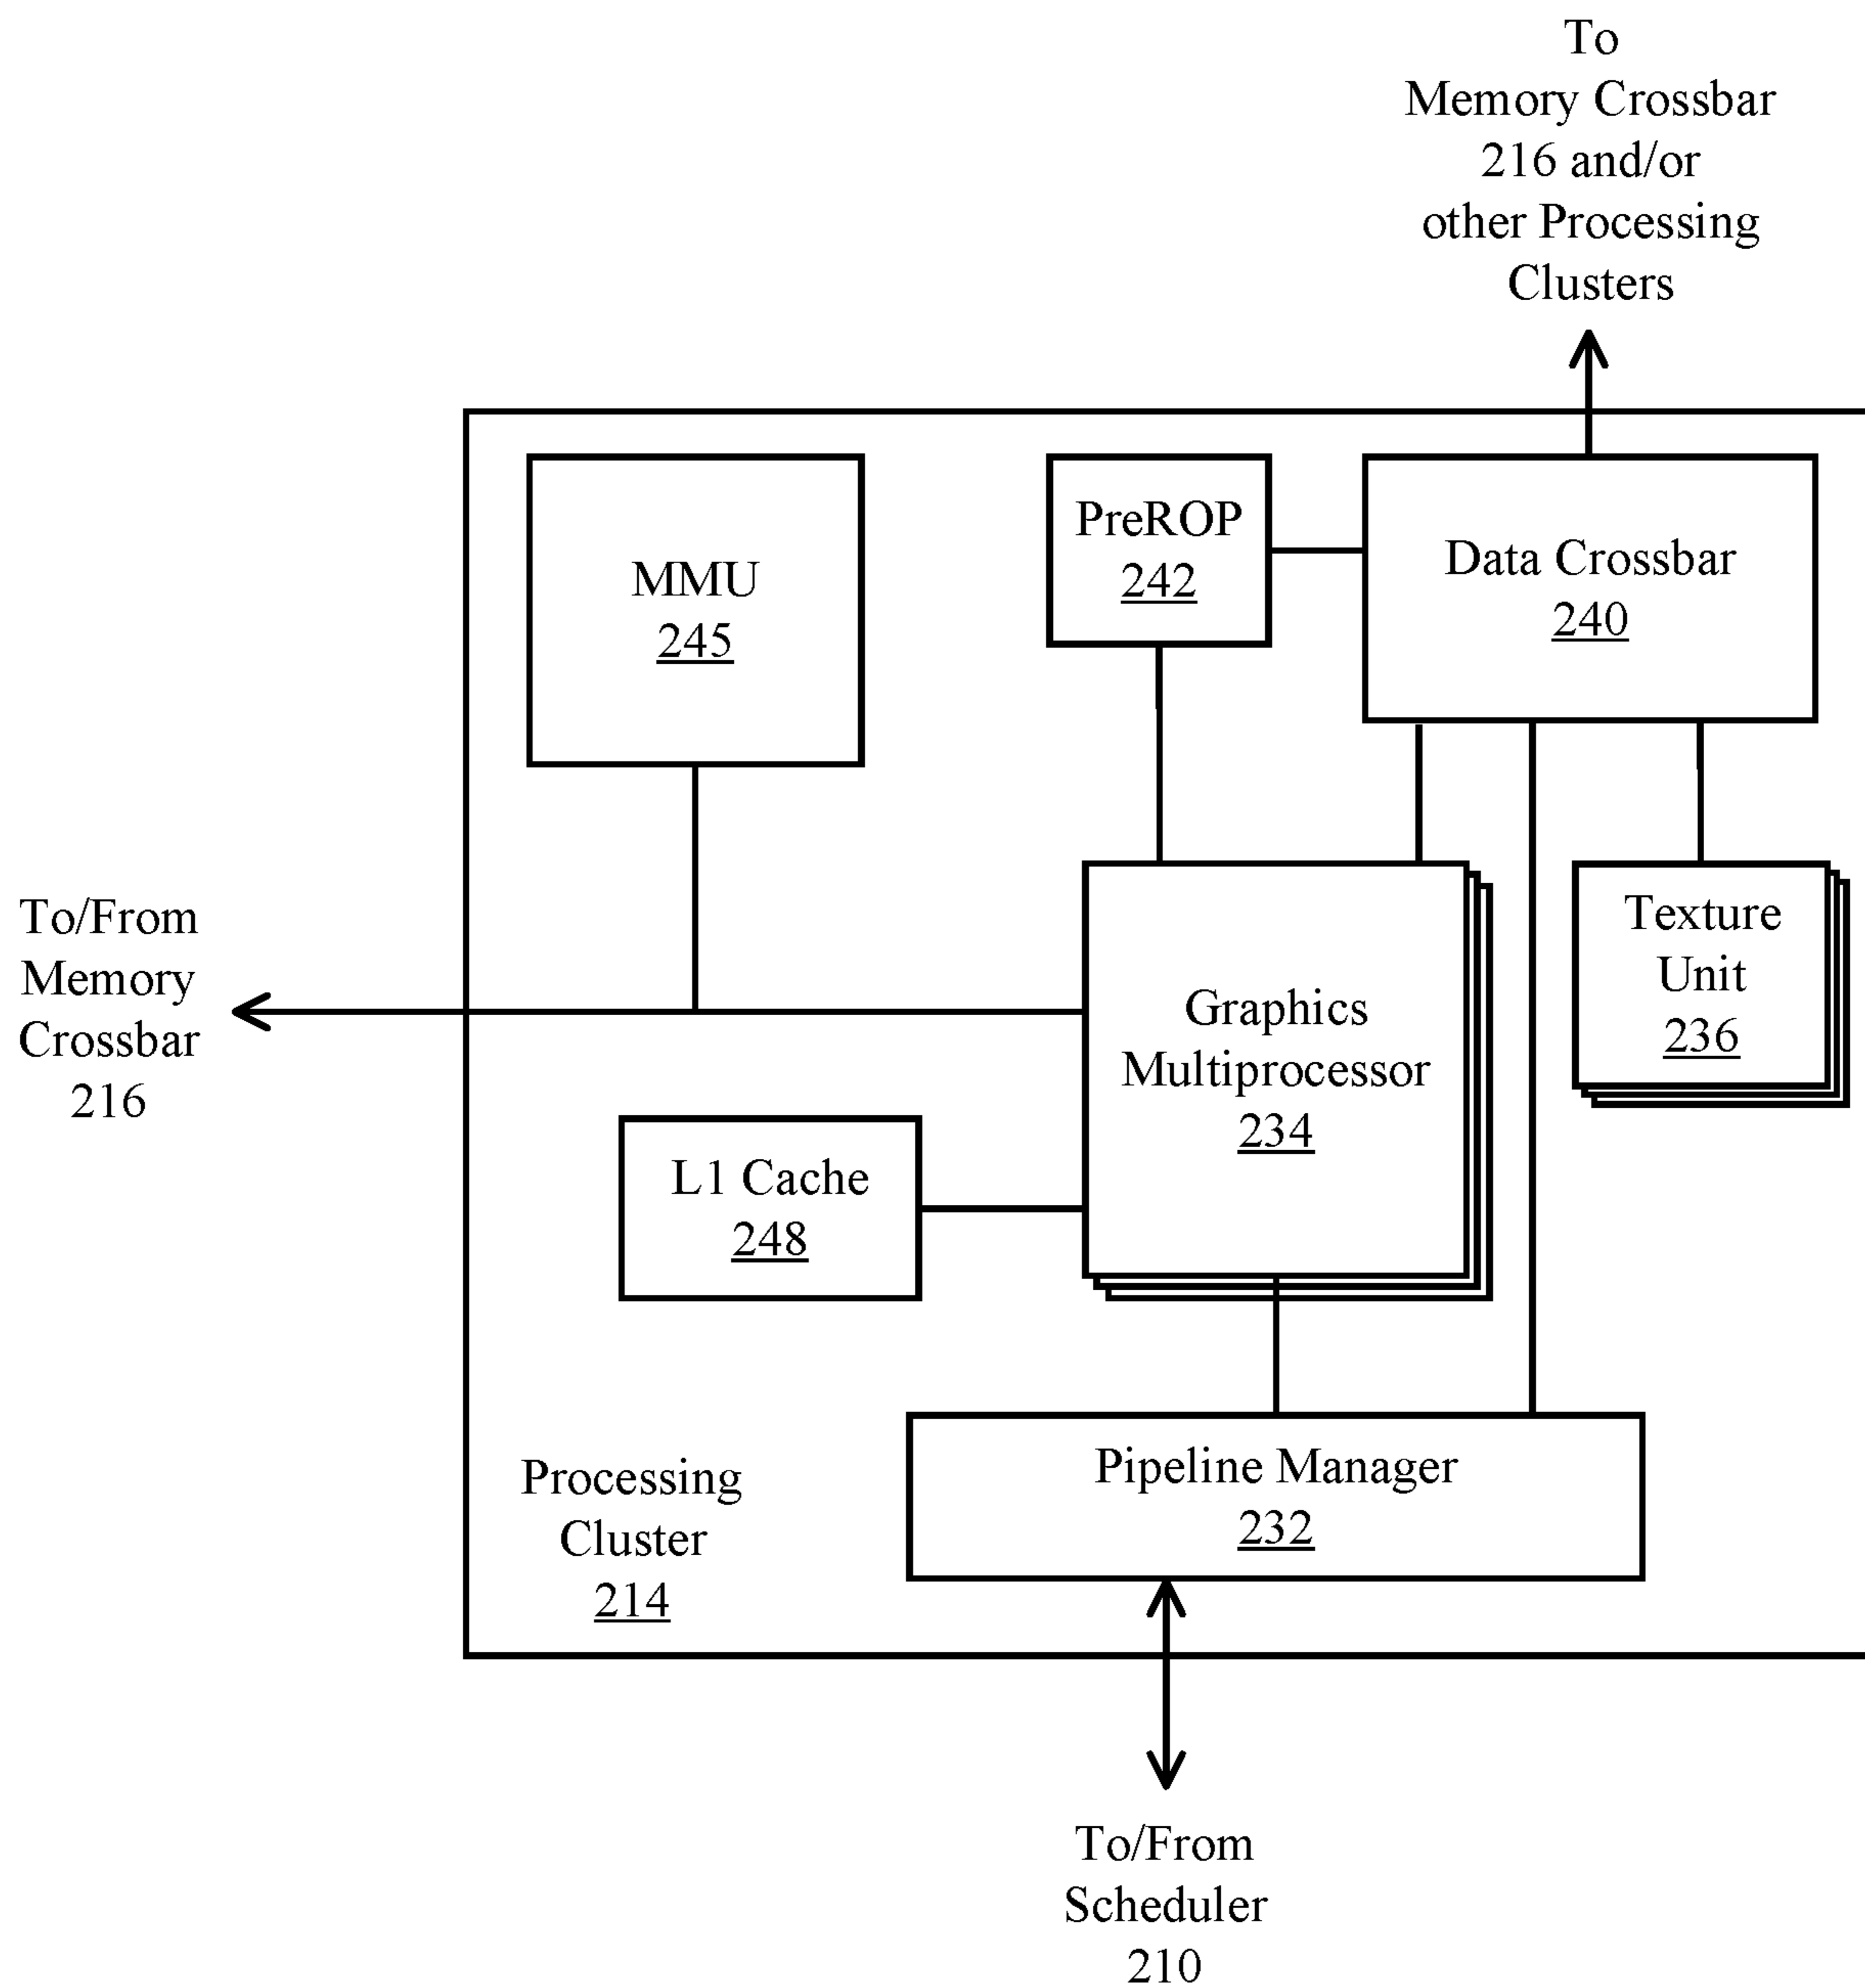 To
Memory Crossbar
216 and/or
other Processing
Clusters
MMU
245
PreROP
242
Data Crossbar
240
To/From
Memory
Crossbar
216
Graphics
Multiprocessor
234
Texture
Unit
236
L1 Cache
248
Processing
Cluster
214
Pipeline Manager
232
To/From
Scheduler
210